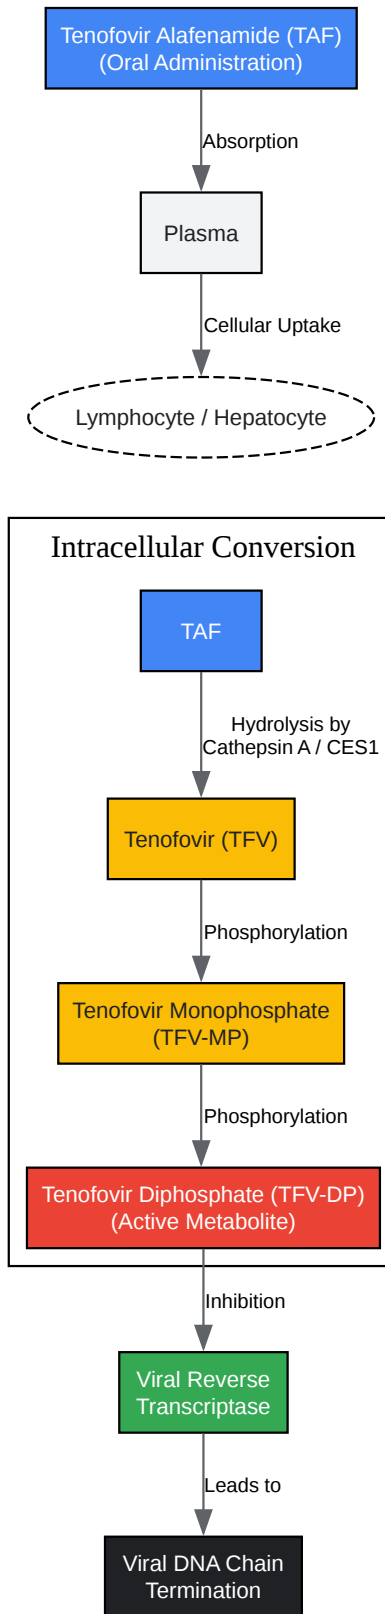 Tenofovir Alafenamide (TAF)
(Oral Administration)
Absorption
Plasma
Cellular Uptake
Lymphocyte / Hepatocyte
Intracellular Conversion
TAF
Hydrolysis by
Cathepsin A / CES1
Tenofovir (TFV)
Phosphorylation
Tenofovir Monophosphate
(TFV-MP)
Phosphorylation
Tenofovir Diphosphate (TFV-DP)
(Active Metabolite)
Inhibition
Viral Reverse
Transcriptase
Leads to
Viral DNA Chain
Termination